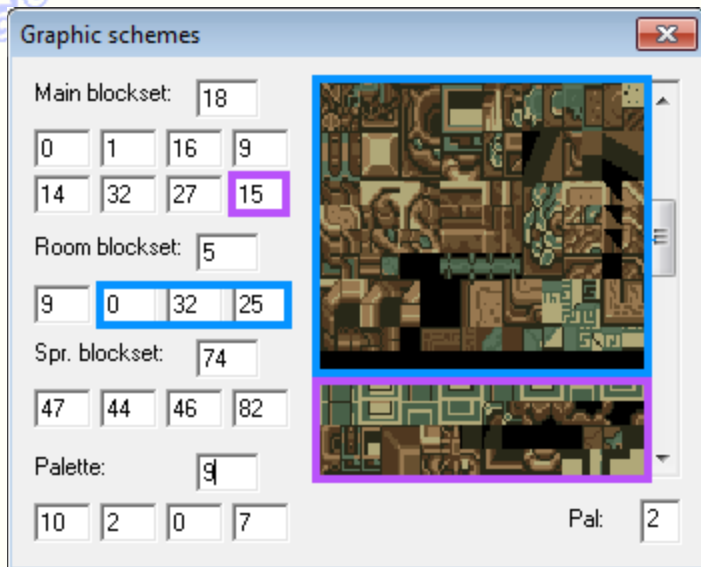 Graphic schemes
Main blockset: 18
0 1 16 9
14 32 27 15
Room blockset: 5
9 0 32 25
Spr. blockset: 74
47 44 46 82
Palette: 9
10 2 0 7
Pal: 2